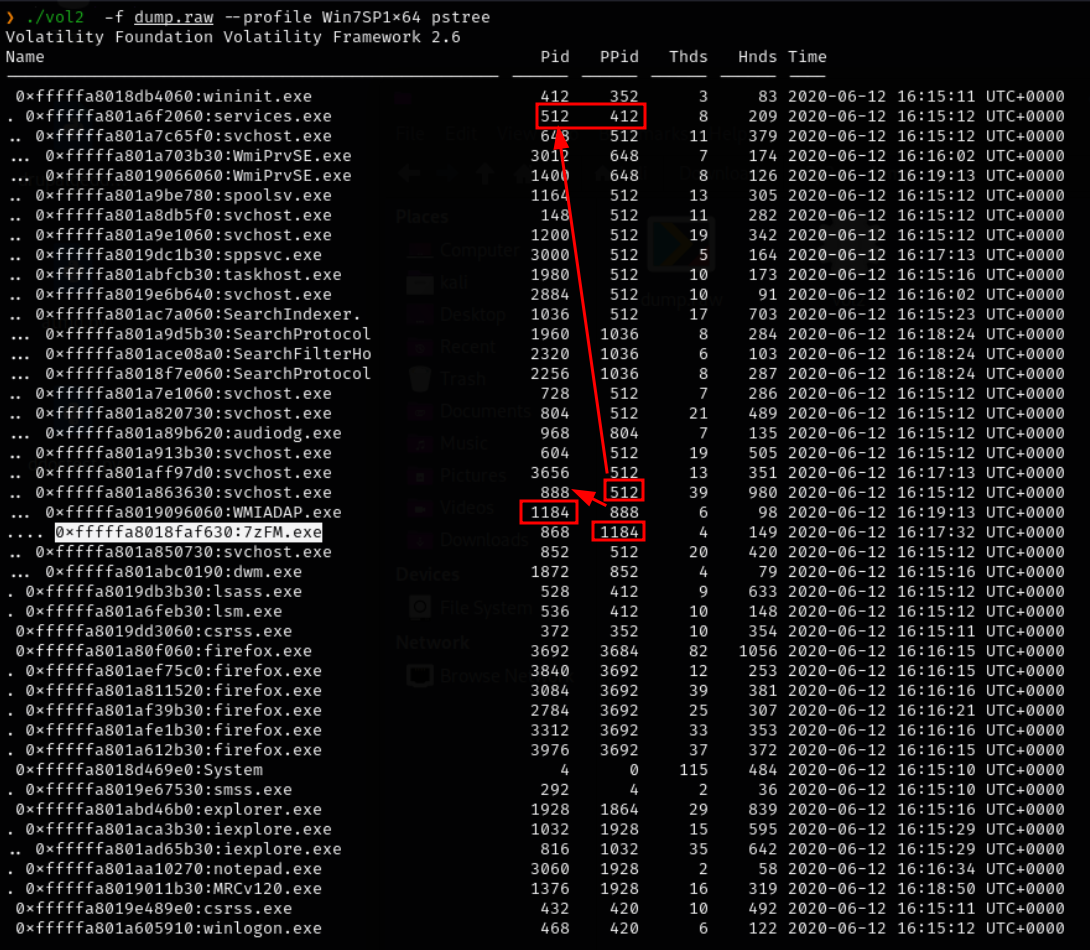 ❯ ./vol2 -f dump.raw --profile Win7SP1×64 pstree
Volatility Foundation Volatility Framework 2.6
Name Pid PPid Thds Hnds Time
0×fffffa8018db4060:wininit.exe 412 352 3 83 2020-06-12 16:15:11 UTC+0000
. 0×fffffa801a6f2060:services.exe 512 412 8 209 2020-06-12 16:15:11 UTC+0000
.. 0×fffffa801a7c65f0:svchost.exe 648 512 11 379 2020-06-12 16:15:12 UTC+0000
... 0×fffffa801a703b30:WmiPrvSE.exe 3012 648 7 174 2020-06-12 16:16:02 UTC+0000
... 0×fffffa8019066060:WmiPrvSE.exe 1400 648 8 126 2020-06-12 16:19:13 UTC+0000
.. 0×fffffa801a9be780:spoolsv.exe 1164 512 13 305 2020-06-12 16:15:12 UTC+0000
.. 0×fffffa801a8db5f0:svchost.exe 148 512 11 282 2020-06-12 16:15:12 UTC+0000
.. 0×fffffa801a9e1060:svchost.exe 1200 512 19 342 2020-06-12 16:15:12 UTC+0000
.. 0×fffffa8019dc1b30:sppsvc.exe 3000 512 5 164 2020-06-12 16:17:13 UTC+0000
.. 0×fffffa801abfcb30:taskhost.exe 1980 512 10 173 2020-06-12 16:15:16 UTC+0000
.. 0×fffffa8019e6b640:svchost.exe 2884 512 10 91 2020-06-12 16:16:02 UTC+0000
.. 0×fffffa801ac7a060:SearchIndexer. 1036 512 17 703 2020-06-12 16:15:23 UTC+0000
... 0×fffffa801a9d5b30:SearchProtocol 1960 1036 8 284 2020-06-12 16:18:24 UTC+0000
... 0×fffffa801ace08a0:SearchFilterHo 2320 1036 6 103 2020-06-12 16:18:24 UTC+0000
... 0×fffffa8018f7e060:SearchProtocol 2256 1036 8 287 2020-06-12 16:18:24 UTC+0000
.. 0×fffffa801a7e1060:svchost.exe 728 512 7 286 2020-06-12 16:15:12 UTC+0000
.. 0×fffffa801a820730:svchost.exe 804 512 21 489 2020-06-12 16:15:12 UTC+0000
... 0×fffffa801a89b620:audiodg.exe 968 804 7 135 2020-06-12 16:15:12 UTC+0000
.. 0×fffffa801a913b30:svchost.exe 604 512 19 505 2020-06-12 16:15:12 UTC+0000
.. 0×fffffa801aff97d0:svchost.exe 3656 512 13 351 2020-06-12 16:17:13 UTC+0000
.. 0×fffffa801a863630:svchost.exe 888 512 39 980 2020-06-12 16:15:12 UTC+0000
... 0×fffffa8019096060:WMIADAP.exe 1184 888 6 98 2020-06-12 16:19:13 UTC+0000
.... 0×fffffa8018faf630:7zFM.exe 868 1184 4 149 2020-06-12 16:17:32 UTC+0000
.. 0×fffffa801a850730:svchost.exe 852 512 20 420 2020-06-12 16:15:12 UTC+0000
... 0×fffffa801abc0190:dwm.exe 1872 852 4 79 2020-06-12 16:15:16 UTC+0000
. 0×fffffa8019db3b30:lsass.exe 528 412 9 633 2020-06-12 16:15:12 UTC+0000
. 0×fffffa801a6feb30:lsm.exe 536 412 10 148 2020-06-12 16:15:12 UTC+0000
0×fffffa8019dd3060:csrss.exe 372 352 10 354 2020-06-12 16:15:11 UTC+0000
0×fffffa801a80f060:firefox.exe 3692 3684 82 1056 2020-06-12 16:16:15 UTC+0000
. 0×fffffa801aef75c0:firefox.exe 3840 3692 12 253 2020-06-12 16:16:15 UTC+0000
. 0×fffffa801a811520:firefox.exe 3084 3692 39 381 2020-06-12 16:16:16 UTC+0000
. 0×fffffa801af39b30:firefox.exe 2784 3692 25 307 2020-06-12 16:16:21 UTC+0000
. 0×fffffa801afe1b30:firefox.exe 3312 3692 33 353 2020-06-12 16:16:16 UTC+0000
. 0×fffffa801a612b30:firefox.exe 3976 3692 37 372 2020-06-12 16:16:15 UTC+0000
0×fffffa8018d469e0:System 4 0 115 484 2020-06-12 16:15:10 UTC+0000
. 0×fffffa8019e67530:smss.exe 292 4 2 36 2020-06-12 16:15:10 UTC+0000
0×fffffa801abd46b0:explorer.exe 1928 1864 29 839 2020-06-12 16:15:16 UTC+0000
. 0×fffffa801aca3b30:iexplore.exe 1032 1928 15 595 2020-06-12 16:15:29 UTC+0000
.. 0×fffffa801ad65b30:iexplore.exe 816 1032 35 642 2020-06-12 16:15:29 UTC+0000
. 0×fffffa801aa10270:notepad.exe 3060 1928 2 58 2020-06-12 16:16:34 UTC+0000
. 0×fffffa8019011b30:MRCv120.exe 1376 1928 16 319 2020-06-12 16:18:50 UTC+0000
0×fffffa8019e489e0:csrss.exe 432 420 10 492 2020-06-12 16:15:11 UTC+0000
0×fffffa801a605910:winlogon.exe 468 420 6 122 2020-06-12 16:15:12 UTC+0000
Places
Computer
kali
Desktop
Recent
Trash
Documents
Music
Pictures
Videos
Downloads
Devices
File System
Network